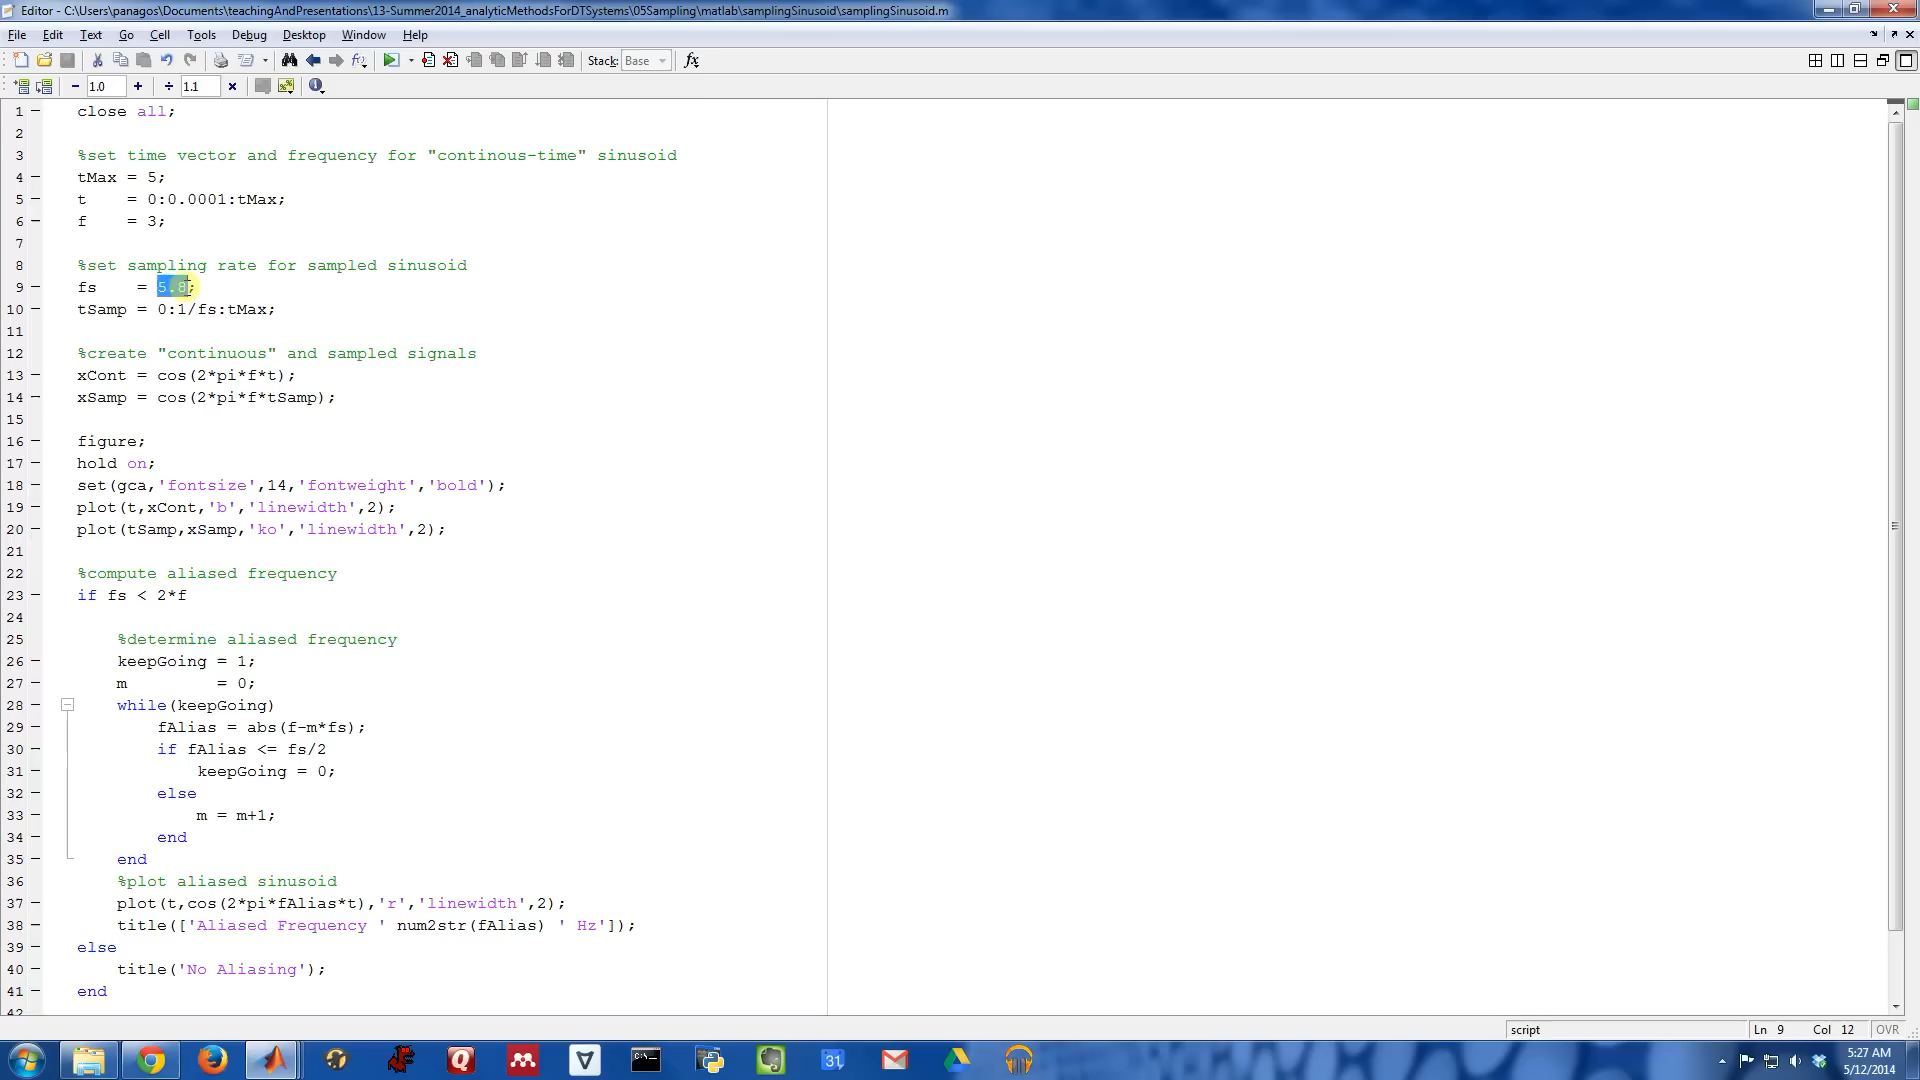 Editor - C:\Users\panagos\Documents\teachingAndPresentations\13-Summer2014_analyticMethodsForDTSystems\05Sampling\matlab\samplingSinusoid\samplingSinusoid.m
File Edit Text Go Cell Tools Debug Desktop Window Help
Stack: Base fx
− 1.0 + ÷ 1.1 ×
1 close all;
2
3 %set time vector and frequency for "continous-time" sinusoid
4 tMax = 5;
5 t = 0:0.0001:tMax;
6 f = 3;
7
8 %set sampling rate for sampled sinusoid
9 fs = 5.8;
10 tSamp = 0:1/fs:tMax;
11
12 %create "continuous" and sampled signals
13 xCont = cos(2*pi*f*t);
14 xSamp = cos(2*pi*f*tSamp);
15
16 figure;
17 hold on;
18 set(gca,'fontsize',14,'fontweight','bold');
19 plot(t,xCont,'b','linewidth',2);
20 plot(tSamp,xSamp,'ko','linewidth',2);
21
22 %compute aliased frequency
23 if fs < 2*f
24
25 %determine aliased frequency
26 keepGoing = 1;
27 m = 0;
28 while(keepGoing)
29 fAlias = abs(f-m*fs);
30 if fAlias <= fs/2
31 keepGoing = 0;
32 else
33 m = m+1;
34 end
35 end
36 %plot aliased sinusoid
37 plot(t,cos(2*pi*fAlias*t),'r','linewidth',2);
38 title(['Aliased Frequency ' num2str(fAlias) ' Hz']);
39 else
40 title('No Aliasing');
41 end
42
script Ln 9 Col 12 OVR
31
5:27 AM
5/12/2014